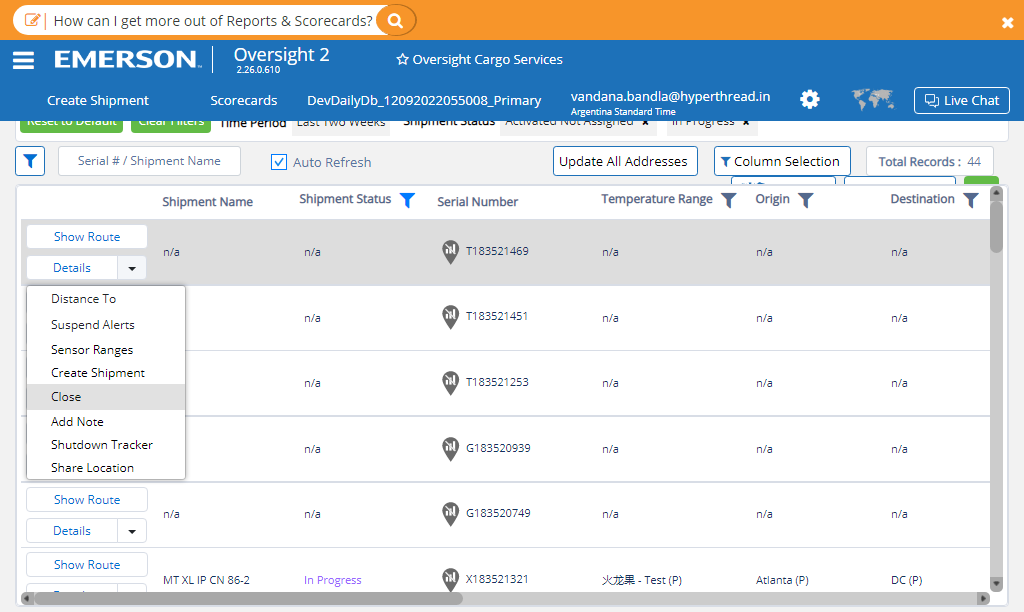 How can I get more out of Reports & Scorecards?
EMERSON Oversight 2
2.26.0.610
Oversight Cargo Services
Create Shipment Scorecards DevDailyDb_12092022055008_Primary vandana.bandla@hyperthread.in Live Chat
Argentina Standard Time
Reset to Default Clear Filters Time Period Last Two Weeks Shipment Status Activated Not Assigned × In Progress ×
Serial # / Shipment Name Auto Refresh Update All Addresses Column Selection Total Records : 44
Shipment Name Shipment Status Serial Number Temperature Range Origin Destination
Show Route
Details
n/a n/a T183521469 n/a n/a n/a
Distance To
Suspend Alerts
Sensor Ranges
Create Shipment
Close
Add Note
Shutdown Tracker
Share Location
n/a T183521451 n/a n/a n/a
n/a T183521253 n/a n/a n/a
n/a G183520939 n/a n/a n/a
Show Route
Details
n/a n/a G183520749 n/a n/a n/a
Show Route
MT XL IP CN 86-2 In Progress X183521321 火龙果 - Test (P) Atlanta (P) DC (P)